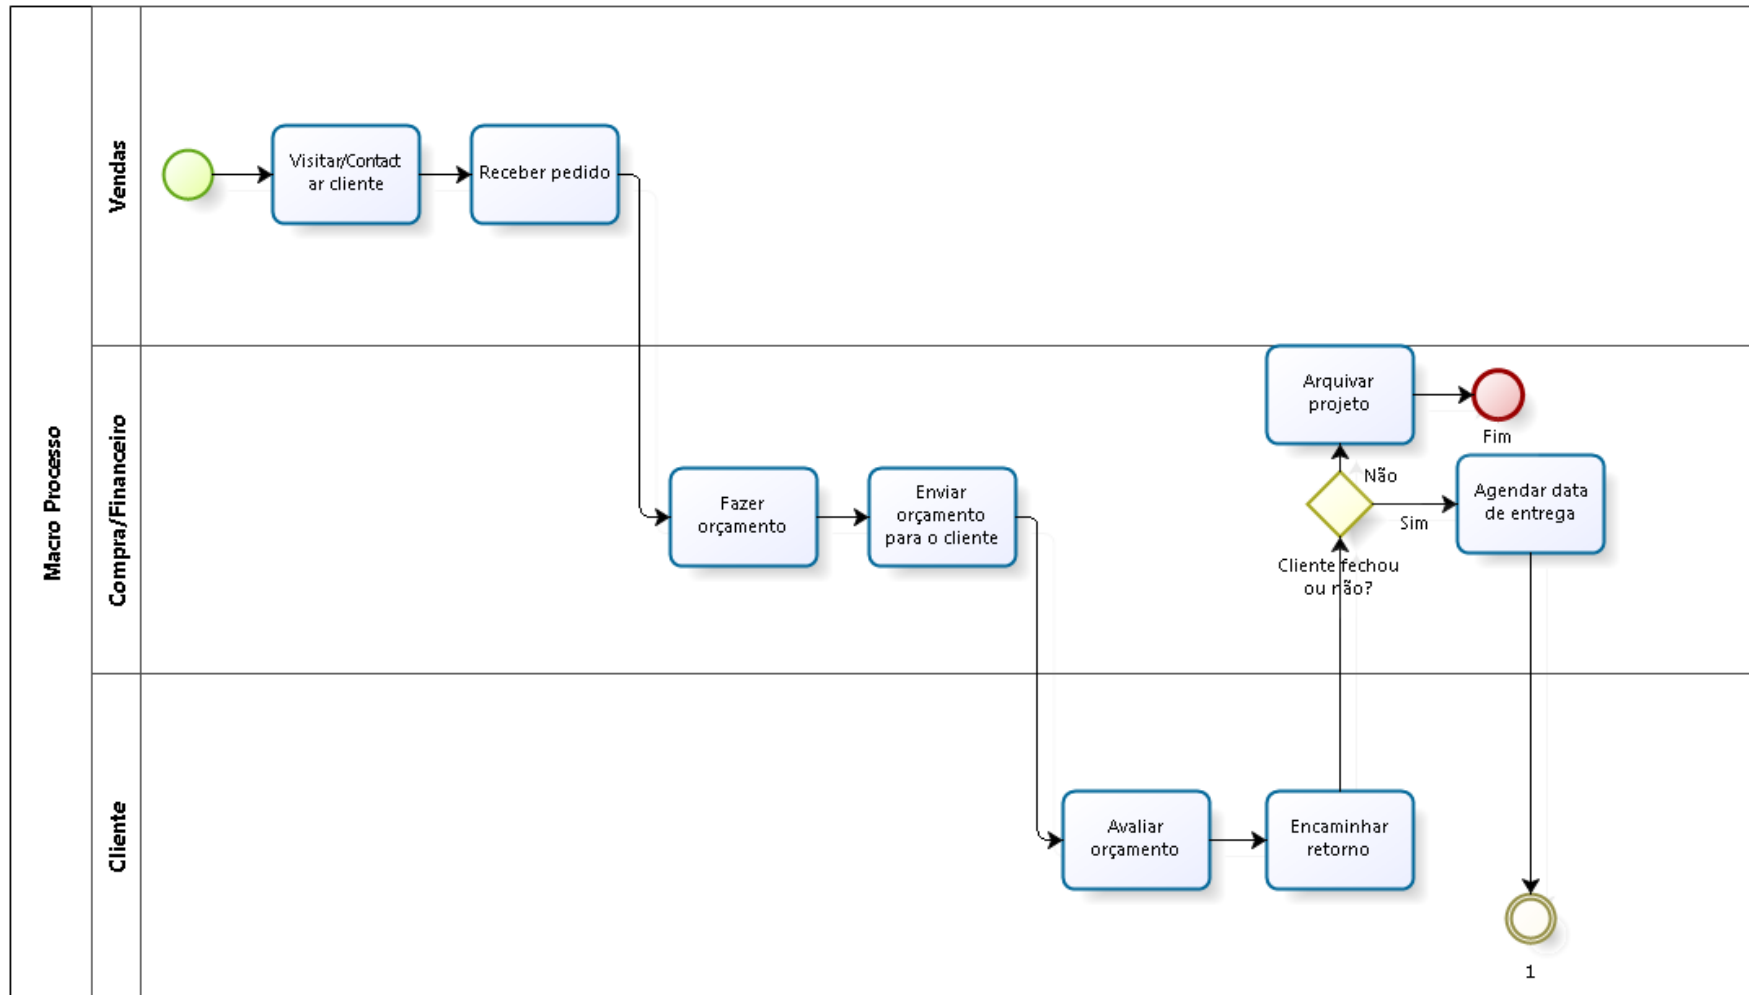 Macro Processo
Vendas
Visitar/Contact
ar cliente
Receber pedido
Compra/Financeiro
Fazer
orçamento
Enviar
orçamento
para o cliente
Arquivar
projeto
Fim
Não
Sim
Cliente fechou
ou não?
Agendar data
de entrega
Cliente
Avaliar
orçamento
Encaminhar
retorno
1